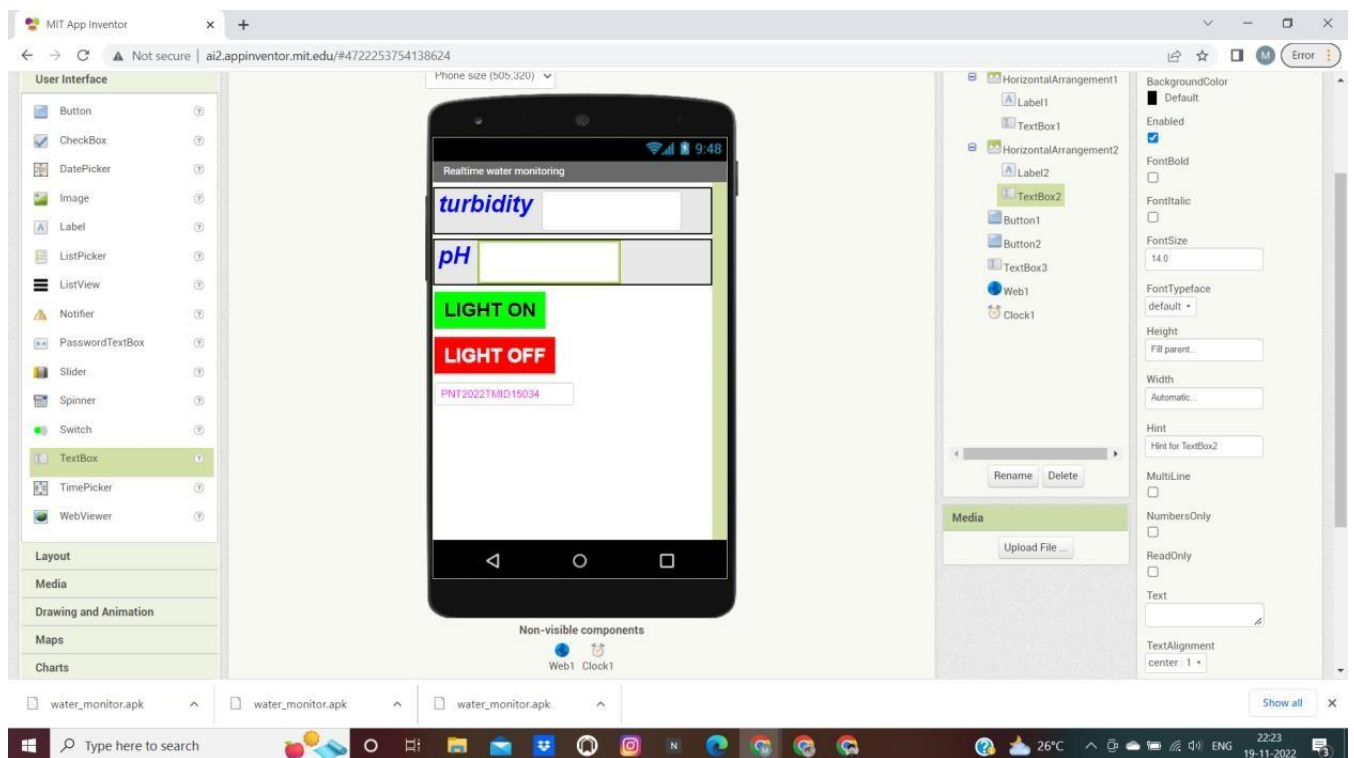 MIT App Inventor
Not secure | ai2.appinventor.mit.edu/#4722253754138624
M
Error
User Interface
Button
CheckBox
DatePicker
Image
Label
ListPicker
ListView
Notifier
PasswordTextBox
Slider
Spinner
Switch
TextBox
TimePicker
WebViewer
Layout
Media
Drawing and Animation
Maps
Charts
Phone size (505,320)
9:48
Realtime water monitoring
turbidity
pH
LIGHT ON
LIGHT OFF
PNT2022TMID15034
Non-visible components
Web1 Clock1
HorizontalArrangement1
Label1
TextBox1
HorizontalArrangement2
Label2
TextBox2
Button1
Button2
TextBox3
Web1
Clock1
Rename Delete
Media
Upload File ...
BackgroundColor
Default
Enabled
FontBold
FontItalic
FontSize
14.0
FontTypeface
default
Height
Fill parent...
Width
Automatic...
Hint
Hint for TextBox2
MultiLine
NumbersOnly
ReadOnly
Text
TextAlignment
center : 1
water_monitor.apk water_monitor.apk water_monitor.apk Show all
Type here to search
26°C ENG
22:23
19-11-2022